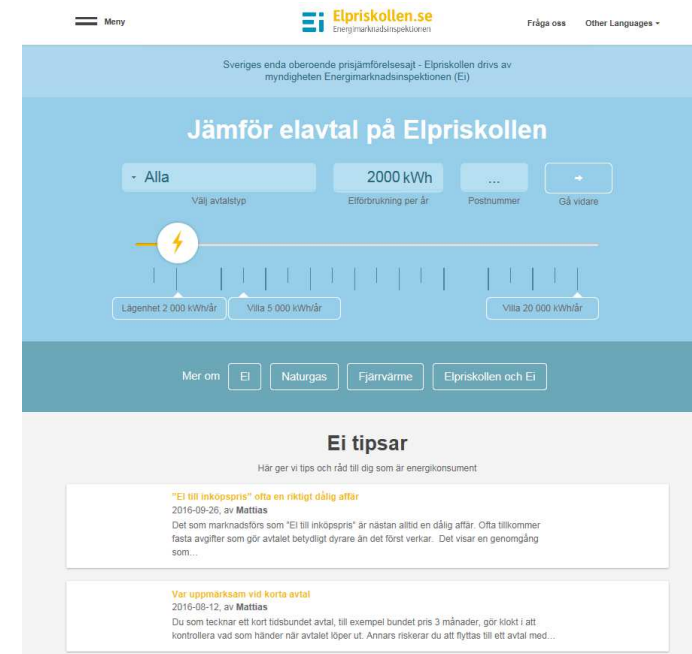 Meny
Ei Elpriskollen.se
Energimarknadsinspektionen
Fråga oss
Other Languages
Sveriges enda oberoende prisjämförelsesajt - Elpriskollen drivs av
myndigheten Energimarknadsinspektionen (Ei)
Jämför elavtal på Elpriskollen
Alla
2000 kWh
...
Välj avtalstyp
Elförbrukning per år
Postnummer
Gå vidare
Lägenhet 2 000 kWh/år
Villa 5 000 kWh/år
Villa 20 000 kWh/år
Mer om
El
Naturgas
Fjärrvärme
Elpriskollen och Ei
Ei tipsar
Här ger vi tips och råd till dig som är energikonsument
"El till inköpspris" ofta en riktigt dålig affär
2016-09-26, av Mattias
Det som marknadsförs som "El till inköpspris" är nästan alltid en dålig affär. Ofta tillkommer
fasta avgifter som gör avtalet betydligt dyrare än det först verkar. Det visar en genomgång
som…
Var uppmärksam vid korta avtal
2016-08-12, av Mattias
Du som tecknar ett kort tidsbundet avtal, till exempel bundet pris 3 månader, gör klokt i att
kontrollera vad som händer när avtalet löper ut. Annars riskerar du att flyttas till ett avtal med…